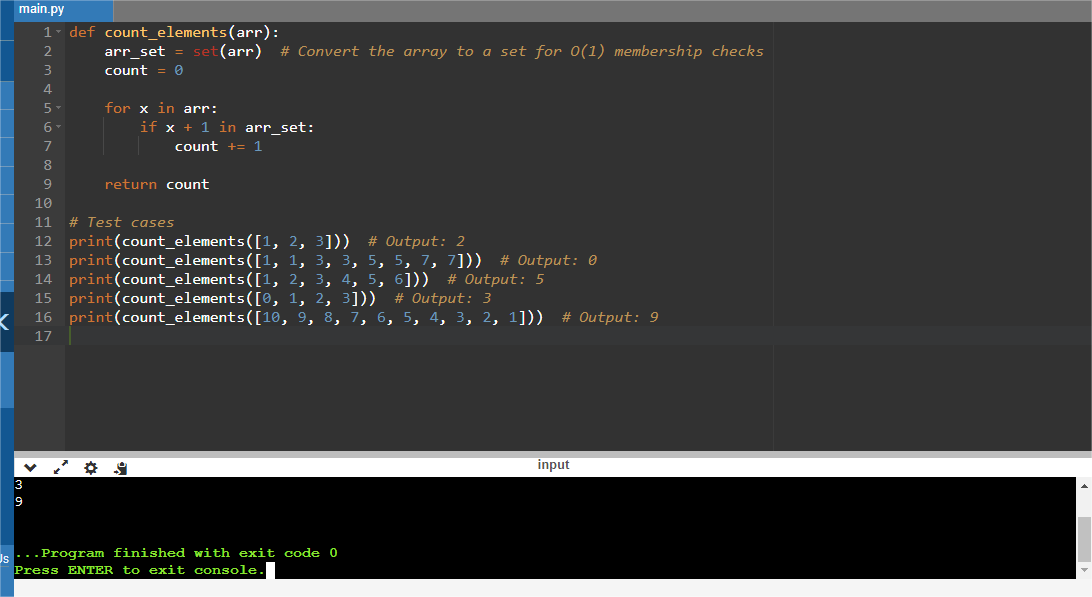 main.py
1 def count_elements(arr):
2     arr_set = set(arr)  # Convert the array to a set for O(1) membership checks
3     count = 0
4
5     for x in arr:
6         if x + 1 in arr_set:
7             count += 1
8
9     return count
10
11 # Test cases
12 print(count_elements([1, 2, 3]))  # Output: 2
13 print(count_elements([1, 1, 3, 3, 5, 5, 7, 7]))  # Output: 0
14 print(count_elements([1, 2, 3, 4, 5, 6]))  # Output: 5
15 print(count_elements([0, 1, 2, 3]))  # Output: 3
16 print(count_elements([10, 9, 8, 7, 6, 5, 4, 3, 2, 1]))  # Output: 9
17
input
3
9
...Program finished with exit code 0
Press ENTER to exit console.